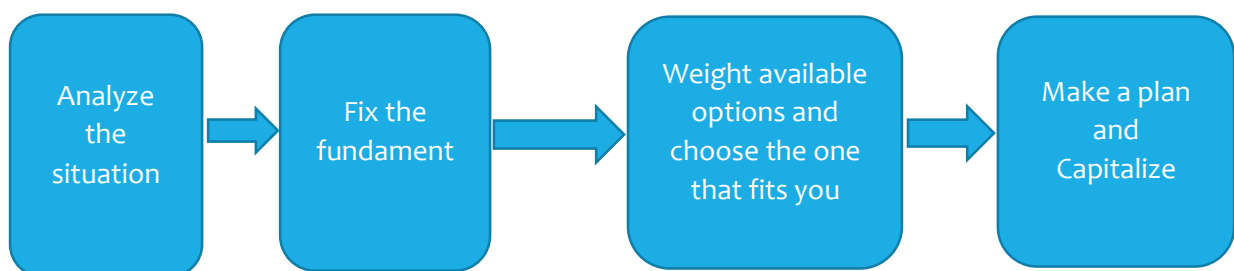 Analyze
the
situation
Fix the
fundament
Weight available
options and
choose the one
that fits you
Make a plan
and
Capitalize